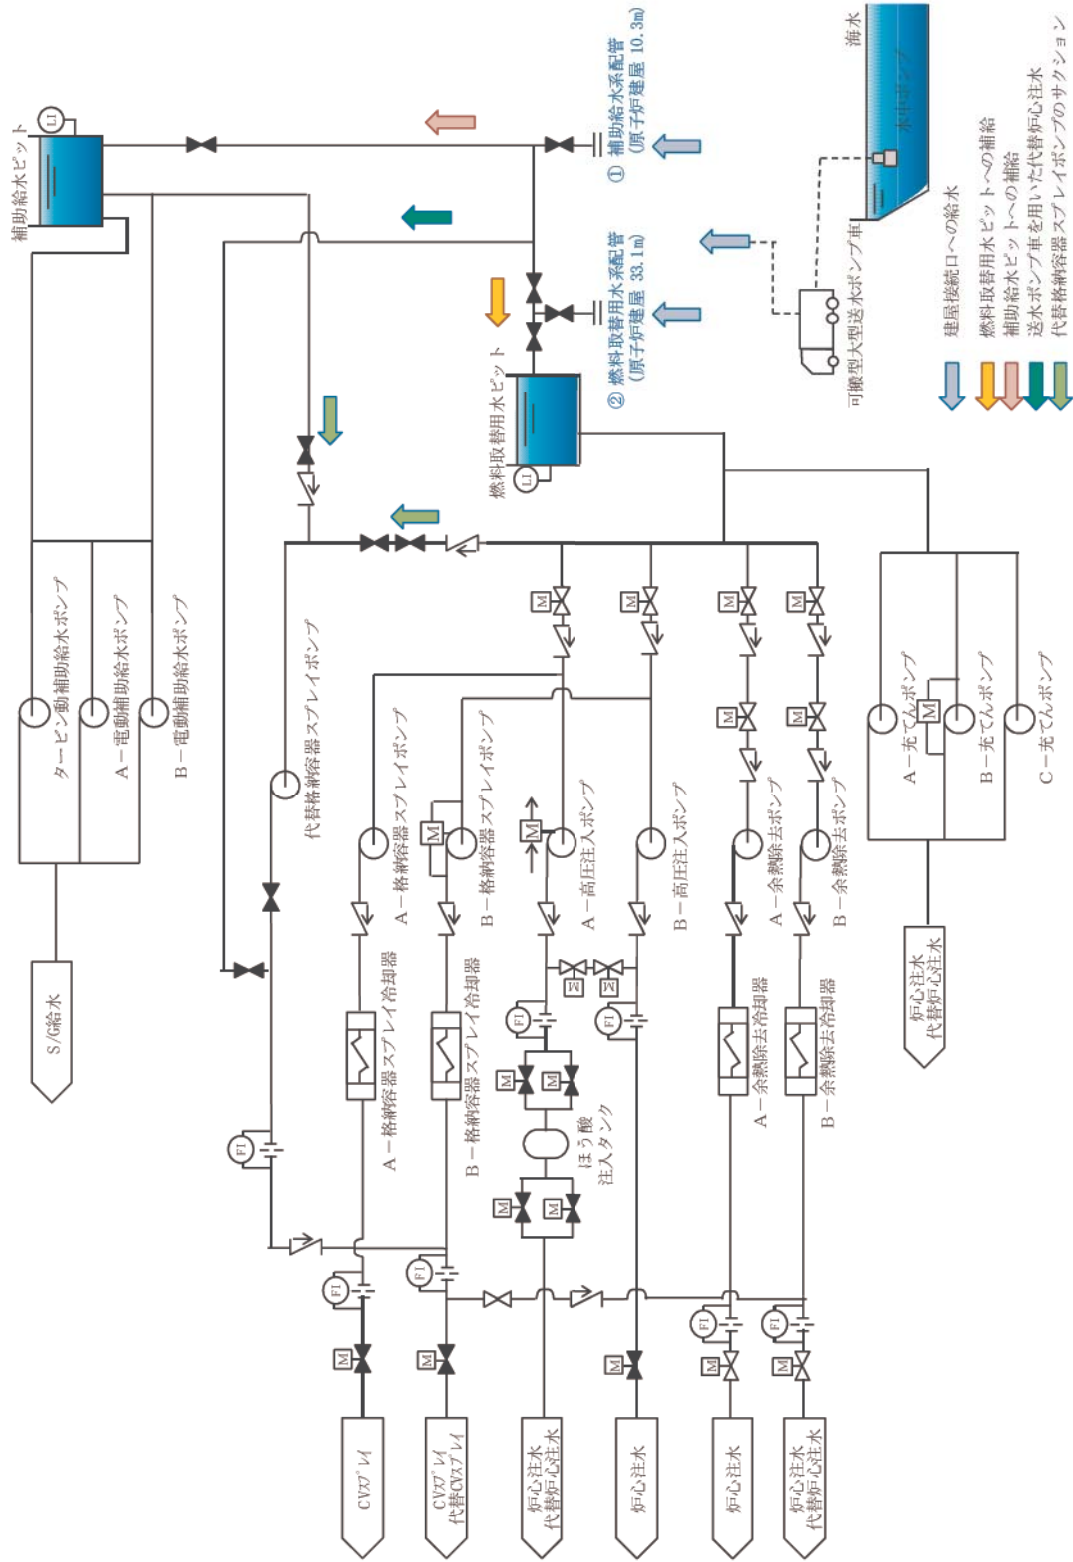 補助給水ピット
LI
① 補助給水系配管
(原子炉建屋 10.3m)
② 燃料取替用水系配管
(原子炉建屋 33.1m)
燃料取替用水ピット
LI
海水
水中ポンプ
可搬型大型送水ポンプ車
建屋接続口への給水
燃料取替用水ピットへの補給
補助給水ピットへの補給
送水ポンプ車を用いた代替炉心注水
代替格納容器スプレイポンプのサクション
タービン動補助給水ポンプ
A－電動補助給水ポンプ
B－電動補助給水ポンプ
S/G給水
代替格納容器スプレイポンプ
A－格納容器スプレイポンプ
M
B－格納容器スプレイポンプ
M
A－高圧注入ポンプ
B－高圧注入ポンプ
M
M
M
M
M
M
A－余熱除去ポンプ
B－余熱除去ポンプ
A－充てんポンプ
M
B－充てんポンプ
C－充てんポンプ
炉心注水
代替炉心注水
A－格納容器スプレイ冷却器
B－格納容器スプレイ冷却器
A－余熱除去冷却器
B－余熱除去冷却器
M
M
FI
FI
FI
M
M
ほう酸
注入タンク
M
M
FI
FI
FI
FI
M
M
M
M
M
CVスプレイ
CVスプレイ
代替CVスプレイ
炉心注水
代替炉心注水
炉心注水
炉心注水
炉心注水
代替炉心注水